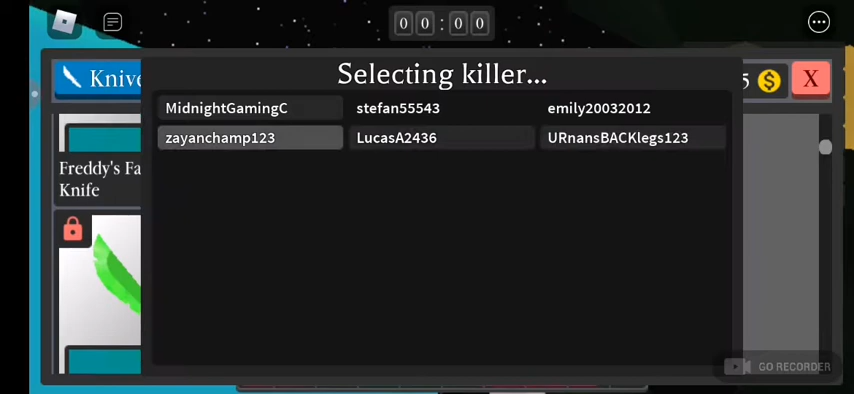 00:00
Knive
Selecting killer...
5
X
MidnightGamingC
stefan55543
emily20032012
zayanchamp123
LucasA2436
URnansBACKlegs123
Freddy's Fa
Knife
GO RECORDER